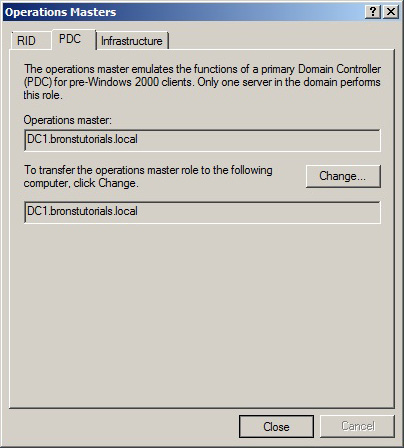 Operations Masters
RID PDC Infrastructure
The operations master emulates the functions of a primary Domain Controller
(PDC) for pre-Windows 2000 clients. Only one server in the domain performs
this role.
Operations master:
DC1.bronstutorials.local
To transfer the operations master role to the following
computer, click Change.
Change...
DC1.bronstutorials.local
Close Cancel